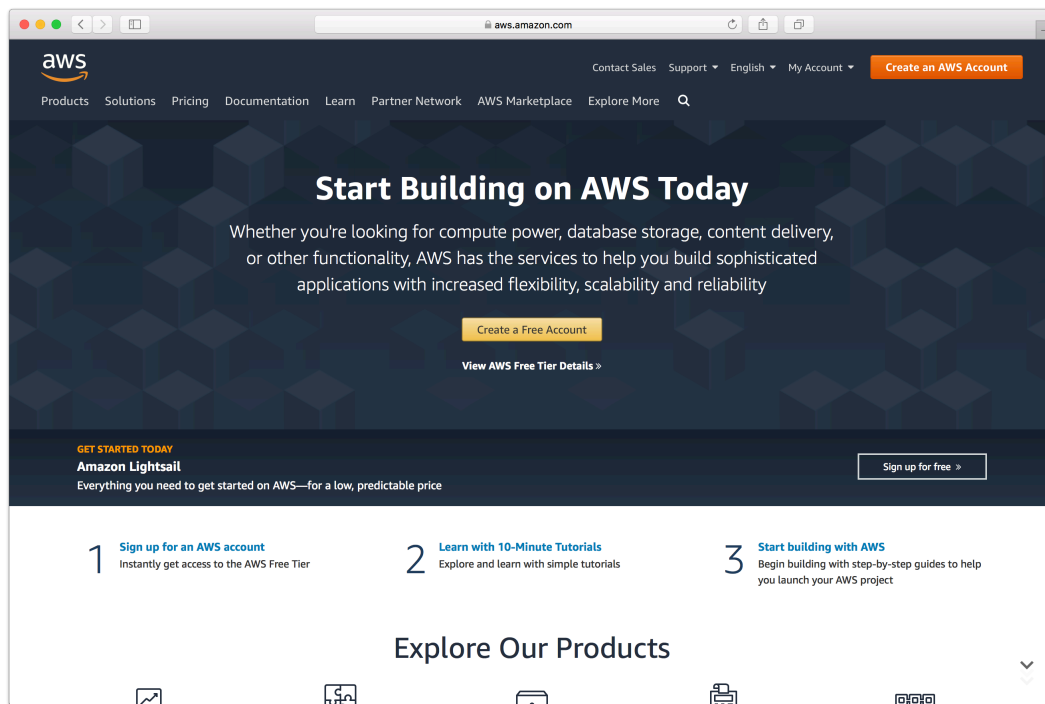 aws.amazon.com
aws
Contact Sales Support English My Account Create an AWS Account
Products Solutions Pricing Documentation Learn Partner Network AWS Marketplace Explore More
Start Building on AWS Today
Whether you're looking for compute power, database storage, content delivery,
or other functionality, AWS has the services to help you build sophisticated
applications with increased flexibility, scalability and reliability
Create a Free Account
View AWS Free Tier Details »
GET STARTED TODAY
Amazon Lightsail
Everything you need to get started on AWS—for a low, predictable price
Sign up for free »
1 Sign up for an AWS account
Instantly get access to the AWS Free Tier
2 Learn with 10-Minute Tutorials
Explore and learn with simple tutorials
3 Start building with AWS
Begin building with step-by-step guides to help
you launch your AWS project
Explore Our Products